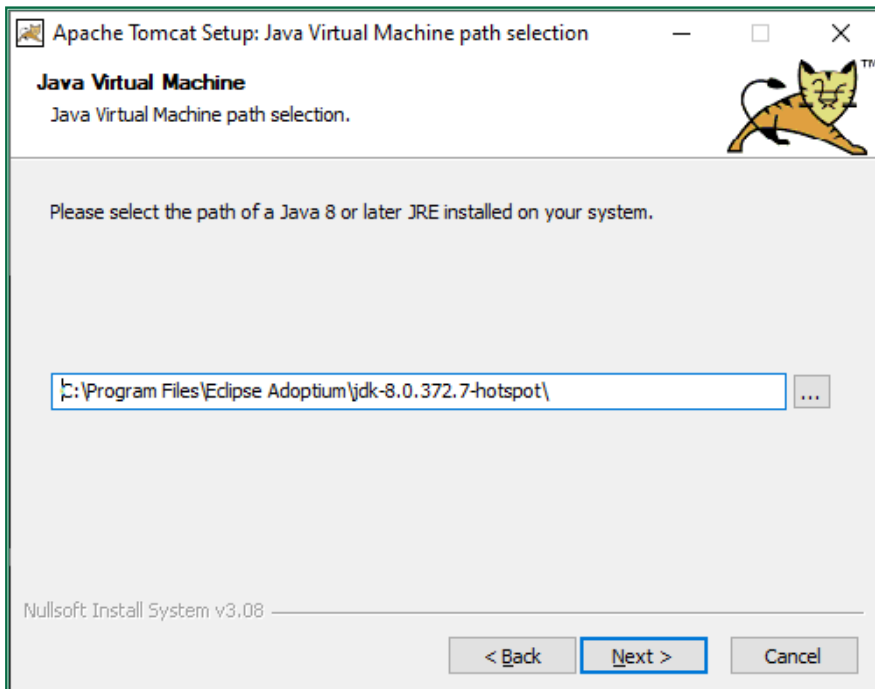 Apache Tomcat Setup: Java Virtual Machine path selection
Java Virtual Machine
Java Virtual Machine path selection.
TM
Please select the path of a Java 8 or later JRE installed on your system.
C:\Program Files\Eclipse Adoptium\jdk-8.0.372.7-hotspot\
...
Nullsoft Install System v3.08
< Back
Next >
Cancel